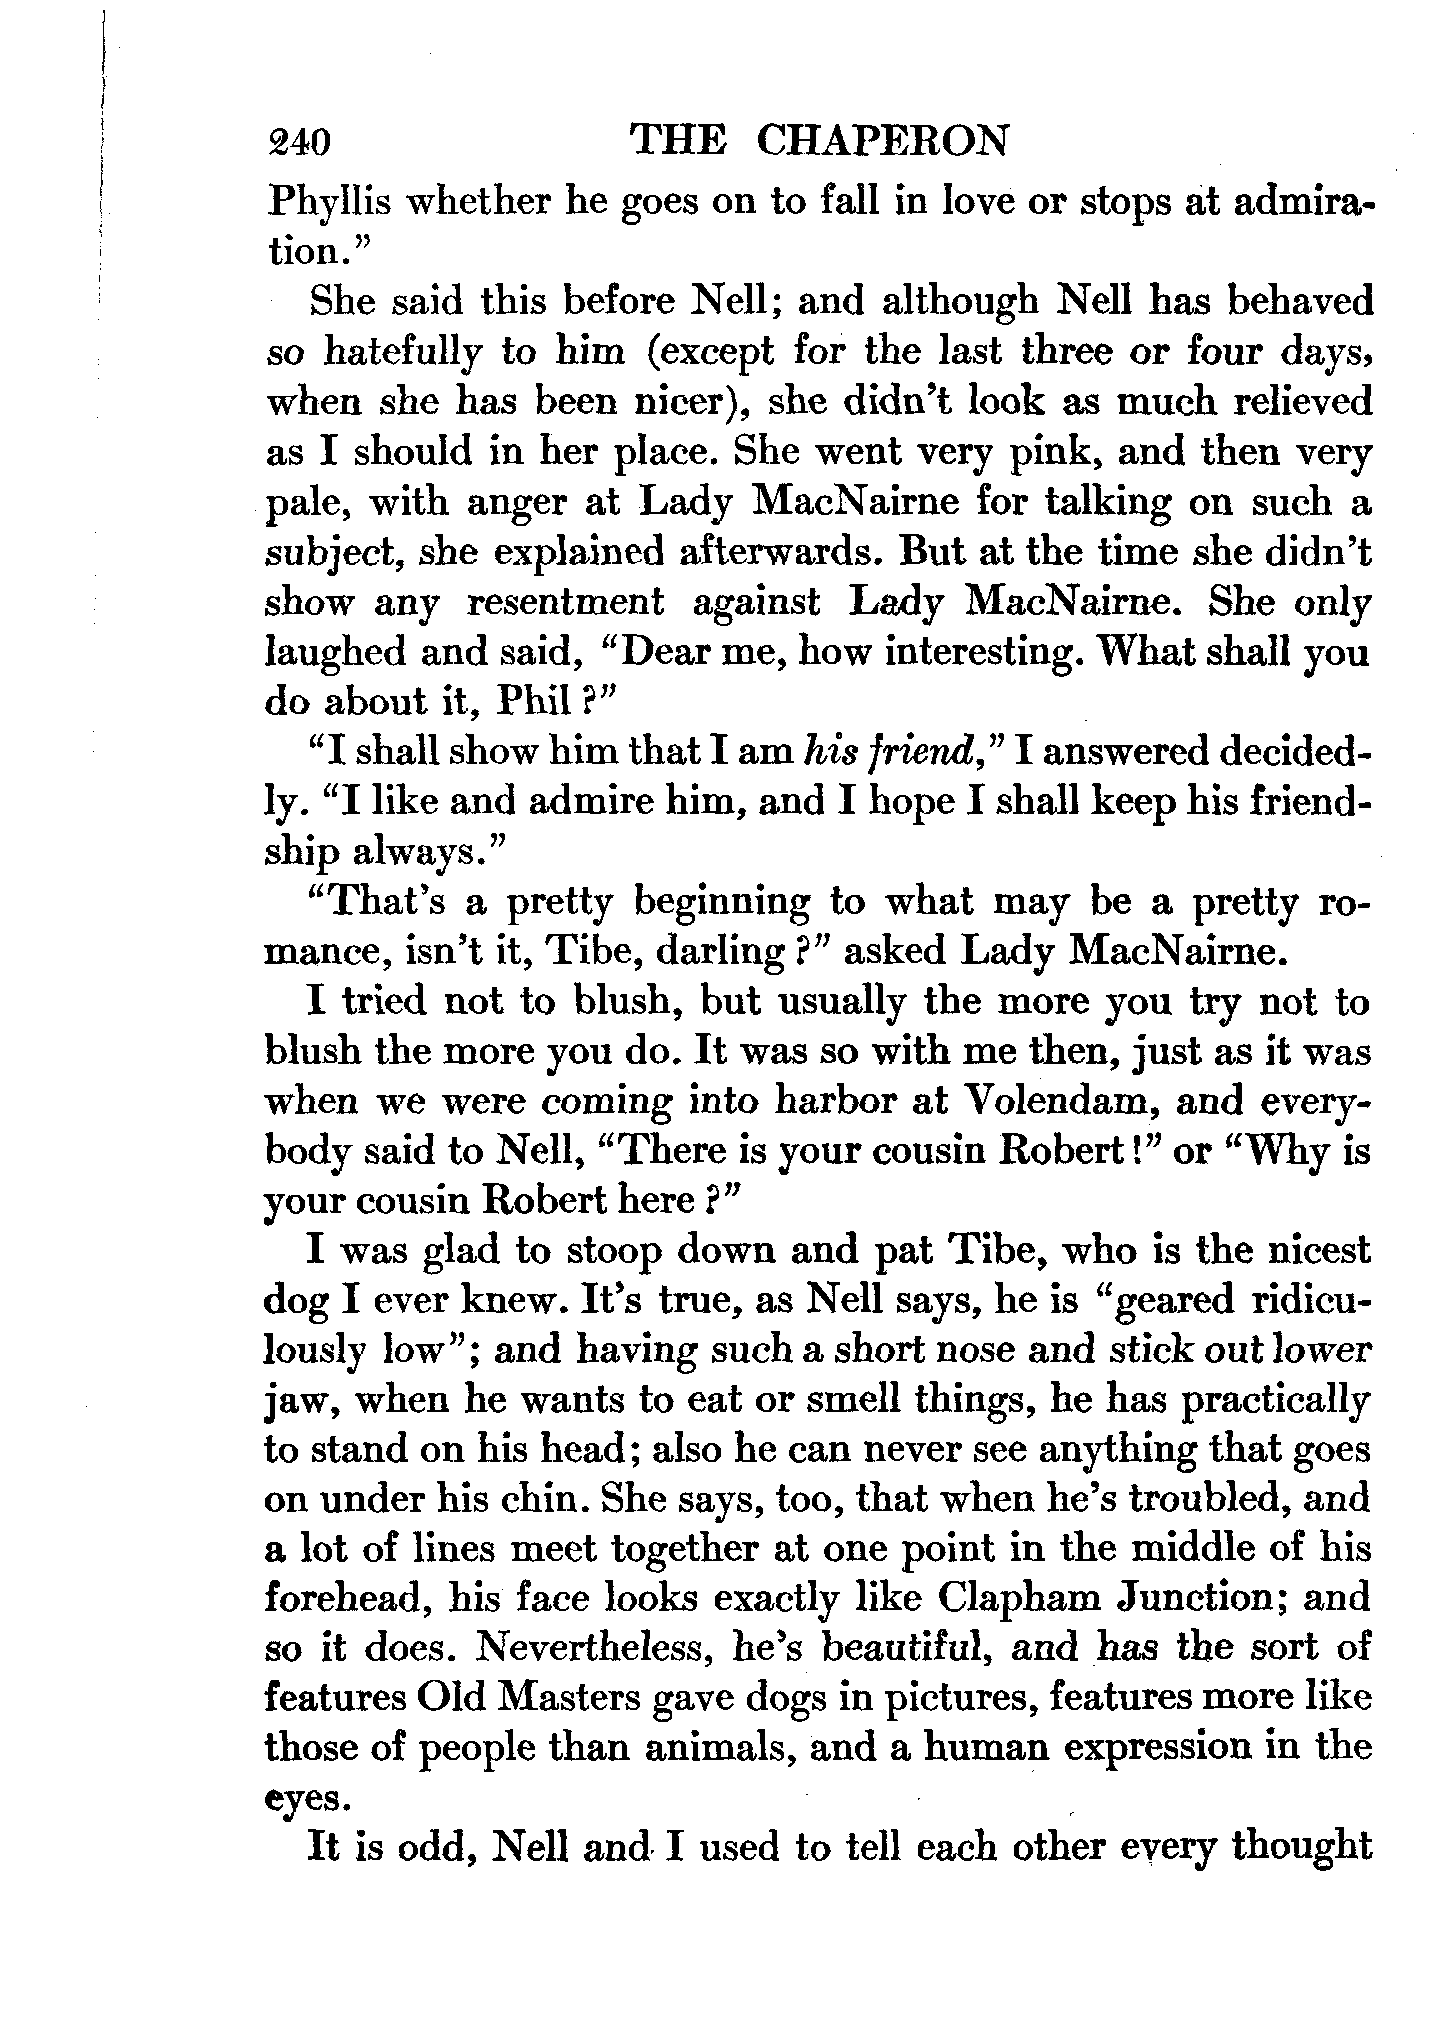 240 THE CHAPERON
Phyllis whether he goes on to fall in love or stops at admira-
tion."
She said this before Nell; and although Nell has behaved
so hatefully to him (except for the last three or four days,
when she has been nicer), she didn't look as much relieved
as I should in her place. She went very pink, and then very
pale, with anger at Lady MacNairne for talking on such a
subject, she explained afterwards. But at the time she didn't
show any resentment against Lady MacNairne. She only
laughed and said, "Dear me, how interesting. What shall you
do about it, Phil?"
"I shall show him that I am his friend," I answered decided-
ly. "I like and admire him, and I hope I shall keep his friend-
ship always."
"That's a pretty beginning to what may be a pretty ro-
mance, isn't it, Tibe, darling?" asked Lady MacNairne.
I tried not to blush, but usually the more you try not to
blush the more you do. It was so with me then, just as it was
when we were coming into harbor at Volendam, and every-
body said to Nell, "There is your cousin Robert!" or "Why is
your cousin Robert here?"
I was glad to stoop down and pat Tibe, who is the nicest
dog I ever knew. It's true, as Nell says, he is "geared ridicu-
lously low"; and having such a short nose and stick out lower
jaw, when he wants to eat or smell things, he has practically
to stand on his head; also he can never see anything that goes
on under his chin. She says, too, that when he's troubled, and
a lot of lines meet together at one point in the middle of his
forehead, his face looks exactly like Clapham Junction; and
so it does. Nevertheless, he's beautiful, and has the sort of
features Old Masters gave dogs in pictures, features more like
those of people than animals, and a human expression in the
eyes.
It is odd, Nell and I used to tell each other every thought